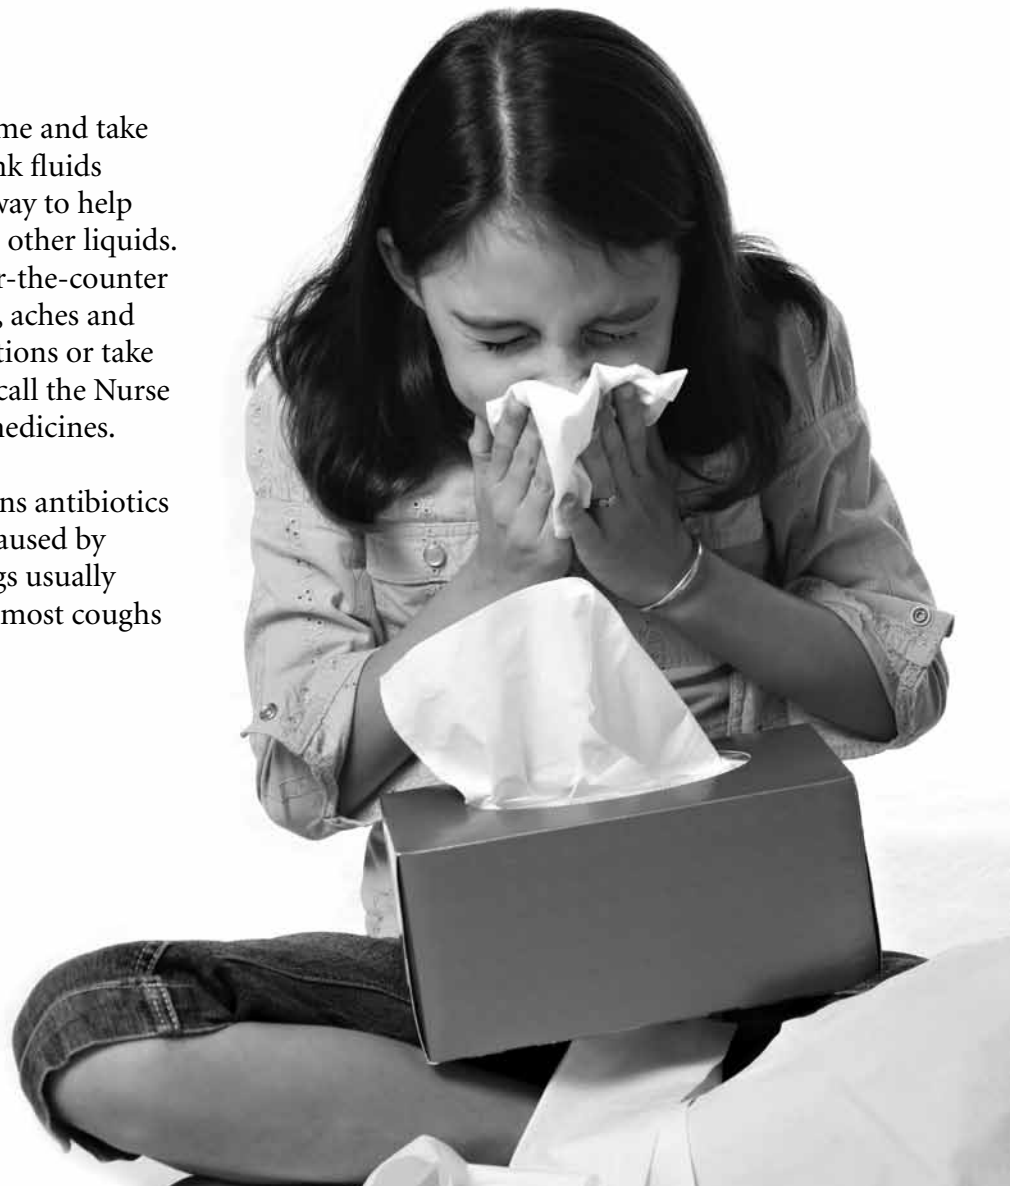 me and take
nk fluids
way to help
other liquids.
r-the-counter
, aches and
tions or take
call the Nurse
nedicines.
ns antibiotics
aused by
gs usually
most coughs